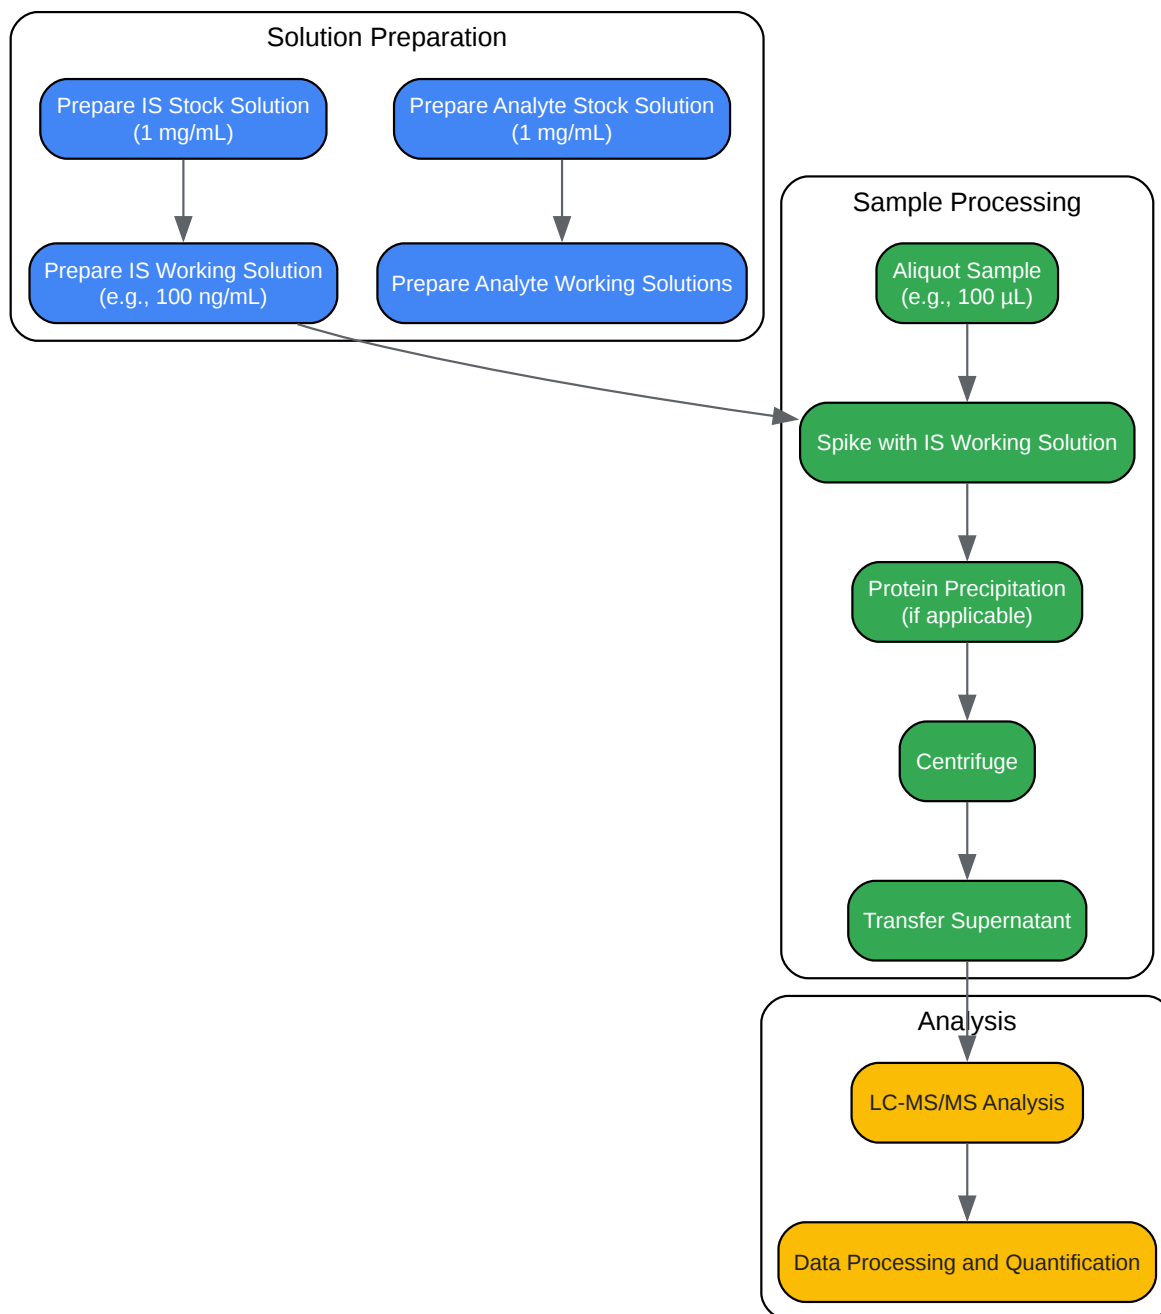 Solution Preparation
Prepare IS Stock Solution
(1 mg/mL)
Prepare Analyte Stock Solution
(1 mg/mL)
Prepare IS Working Solution
(e.g., 100 ng/mL)
Prepare Analyte Working Solutions
Sample Processing
Aliquot Sample
(e.g., 100 µL)
Spike with IS Working Solution
Protein Precipitation
(if applicable)
Centrifuge
Transfer Supernatant
Analysis
LC-MS/MS Analysis
Data Processing and Quantification